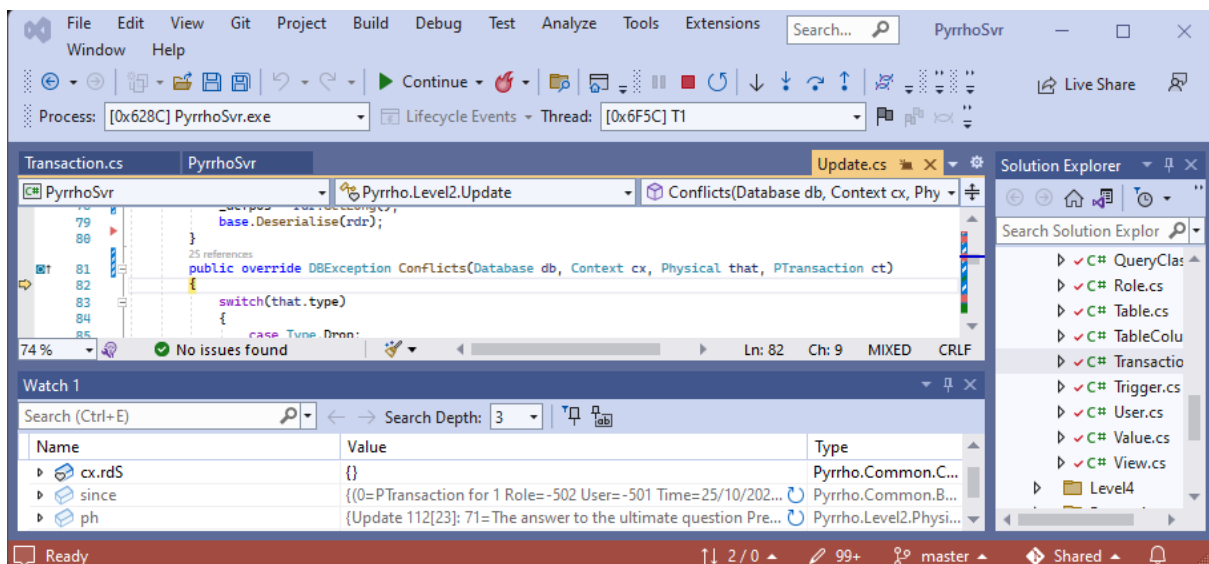 File Edit View Git Project Build Debug Test Analyze Tools Extensions Search... PyrrhoSvr
Window Help
Continue Live Share
Process: [0x628C] PyrrhoSvr.exe Lifecycle Events Thread: [0x6F5C] T1
Transaction.cs PyrrhoSvr Update.cs
C# PyrrhoSvr Pyrrho.Level2.Update Conflicts(Database db, Context cx, Phy
79 base.Deserialise(rdr);
80 }
25 references
81 public override DBException Conflicts(Database db, Context cx, Physical that, PTransaction ct)
82 {
83 switch(that.type)
84 {
85 case Type.Drop:
74 % No issues found Ln: 82 Ch: 9 MIXED CRLF
Watch 1
Search (Ctrl+E) Search Depth: 3
Name Value Type
cx.rdS {} Pyrrho.Common.C...
since {(0=PTransaction for 1 Role=-502 User=-501 Time=25/10/202... Pyrrho.Common.B...
ph {Update 112[23]: 71=The answer to the ultimate question Pre... Pyrrho.Level2.Physi...
Solution Explorer
Search Solution Explor
C# QueryClas
C# Role.cs
C# Table.cs
C# TableColu
C# Transactio
C# Trigger.cs
C# User.cs
C# Value.cs
C# View.cs
Level4
Ready 2 / 0 99+ master Shared